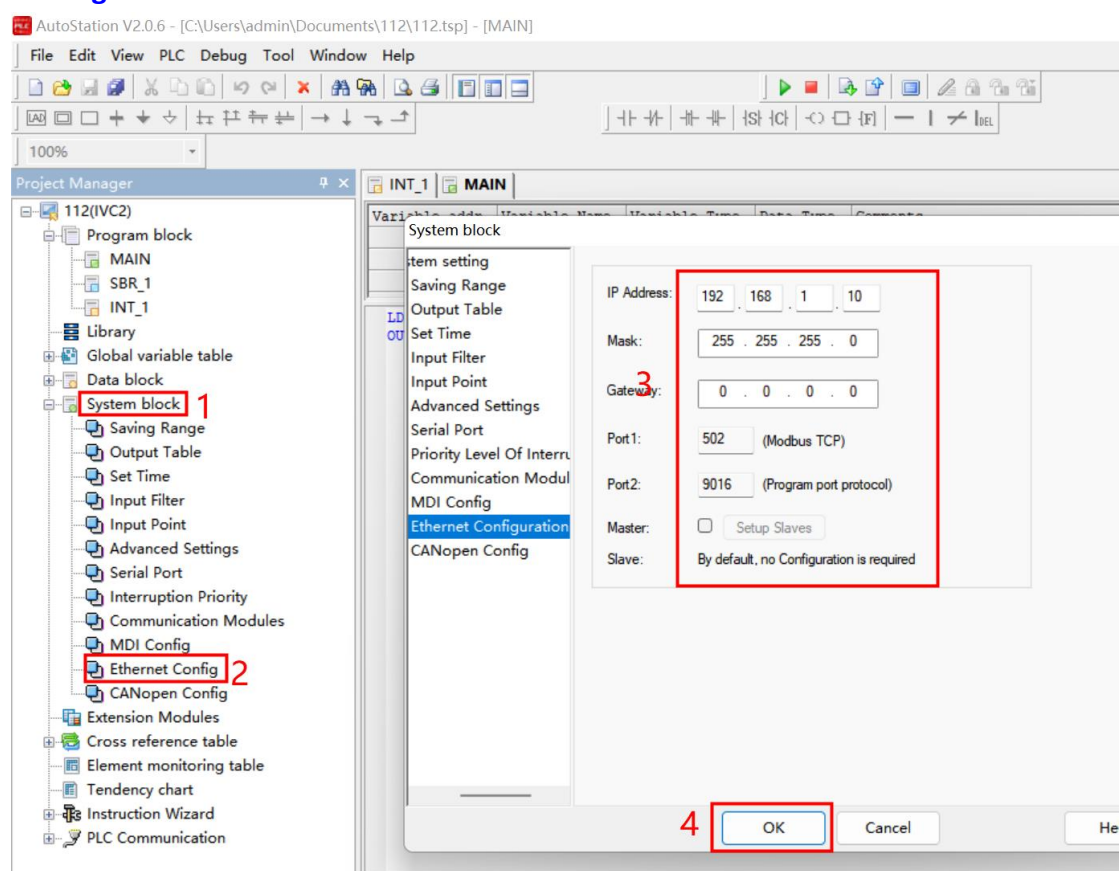 AutoStation V2.0.6 - [C:\Users\admin\Documents\112\112.tsp] - [MAIN]
File Edit View PLC Debug Tool Window Help
LAD
{S} {C} {F} DEL
100%
Project Manager
112(IVC2)
Program block
MAIN
SBR_1
INT_1
Library
Global variable table
Data block
System block 1
Saving Range
Output Table
Set Time
Input Filter
Input Point
Advanced Settings
Serial Port
Interruption Priority
Communication Modules
MDI Config
Ethernet Config 2
CANopen Config
Extension Modules
Cross reference table
Element monitoring table
Tendency chart
Instruction Wizard
PLC Communication
INT_1 MAIN
LD
OU
System block
stem setting
Saving Range
Output Table
Set Time
Input Filter
Input Point
Advanced Settings
Serial Port
Priority Level Of Interru
Communication Modul
MDI Config
Ethernet Configuration
CANopen Config
IP Address: 192 . 168 . 1 . 10
Mask: 255 . 255 . 255 . 0
3
Gateway: 0 . 0 . 0 . 0
Port1: 502 (Modbus TCP)
Port2: 9016 (Program port protocol)
Master: Setup Slaves
Slave: By default, no Configuration is required
4 OK Cancel He